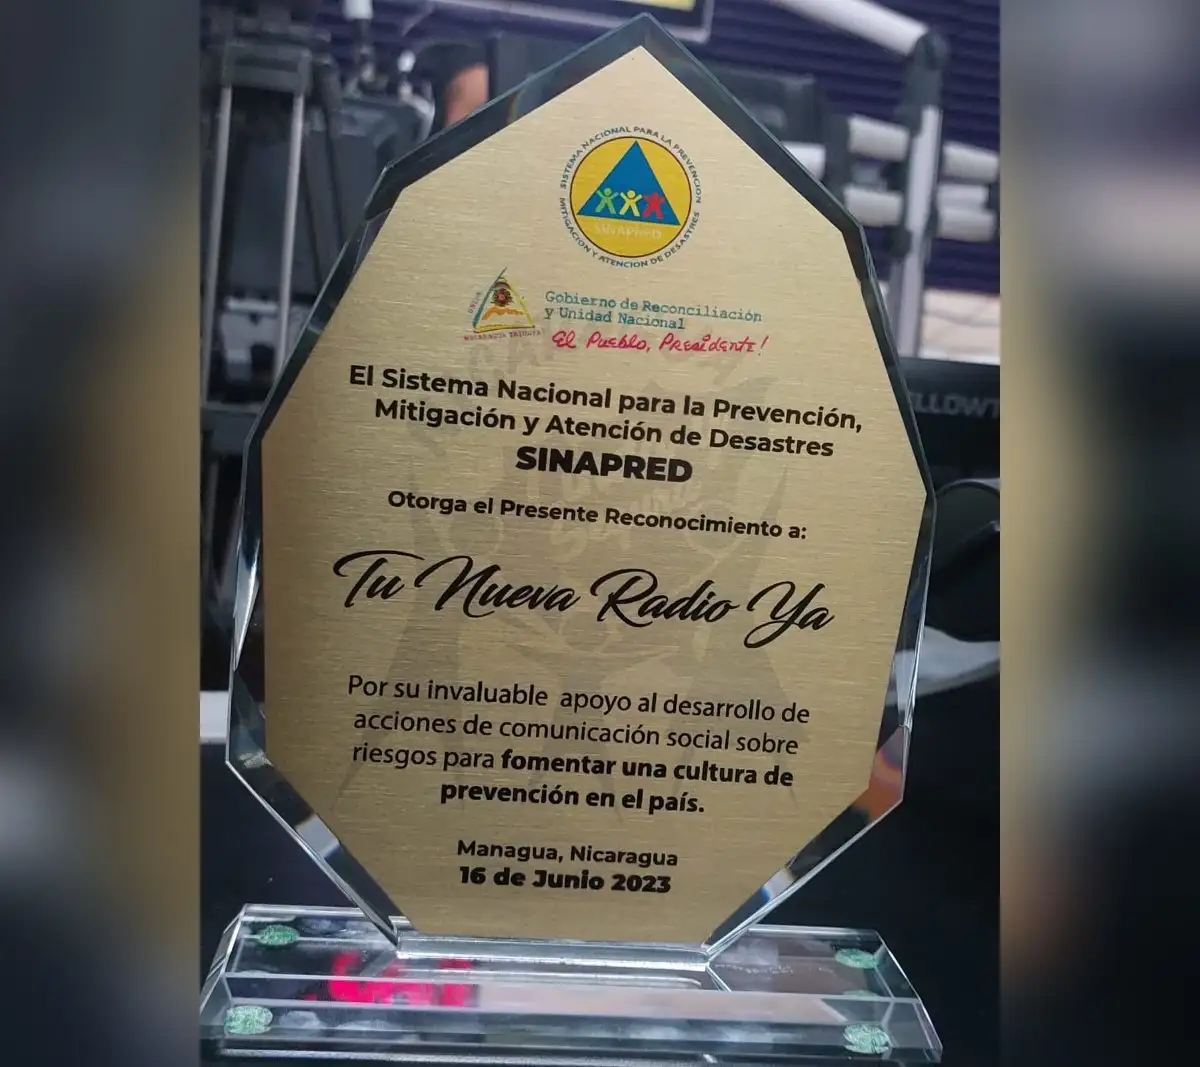 SISTEMA NACIONAL PARA LA PREVENCION
MITIGACION Y ATENCION DE DESASTRES
SINAPRED
Gobierno de Reconciliación
y Unidad Nacional
El Pueblo, Presidente!
El Sistema Nacional para la Prevención,
Mitigación y Atención de Desastres
SINAPRED
Otorga el Presente Reconocimiento a:
Tu Nueva Radio Ya
Por su invaluable apoyo al desarrollo de
acciones de comunicación social sobre
riesgos para fomentar una cultura de
prevención en el país.
Managua, Nicaragua
16 de Junio 2023